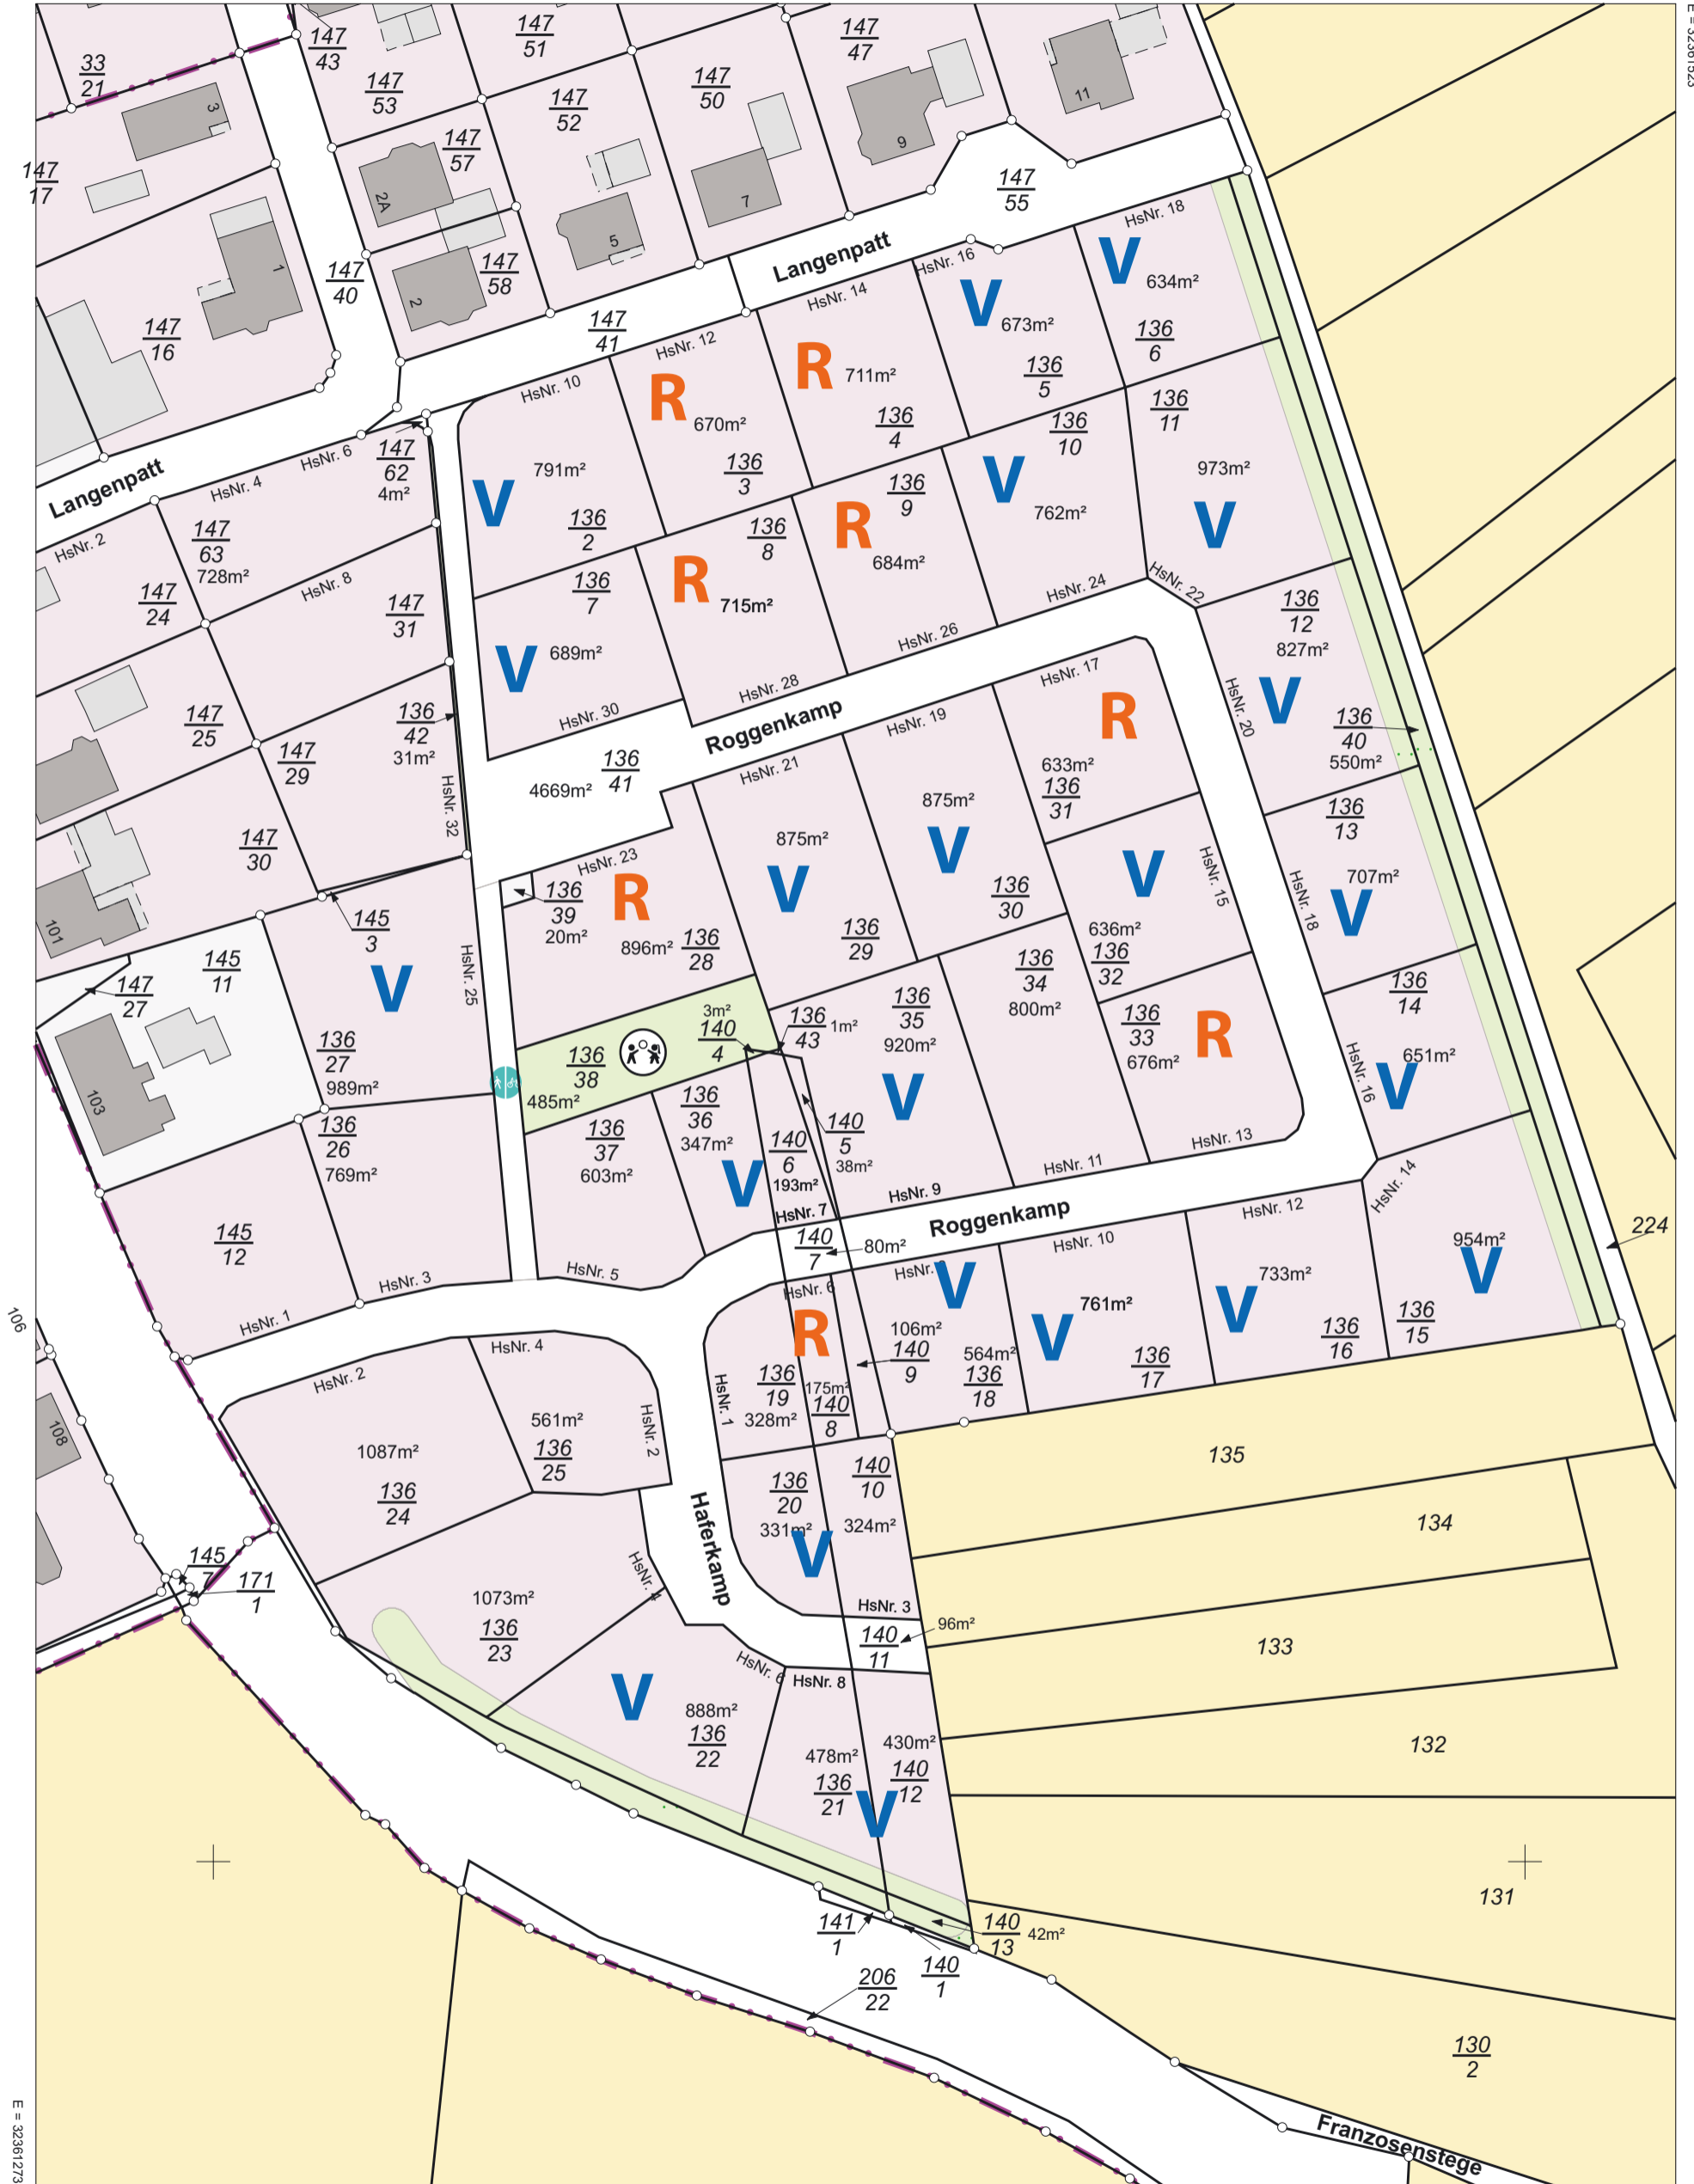 E = 32361523
33
21
147
43
147
53
147
51
147
52
147
50
147
47
3
11
9
7
5
147
17
147
57
2A
147
58
2
1
147
16
147
40
147
55
Langenpatt
147
41
HsNr. 18
V
634m²
136
6
HsNr. 16
V
673m²
136
5
HsNr. 14
R
711m²
136
4
HsNr. 12
R
670m²
136
3
HsNr. 10
791m²
V
136
2
136
11
973m²
V
136
10
V
762m²
HsNr. 24
HsNr. 22
136
9
R
684m²
HsNr. 26
136
8
R
715m²
HsNr. 28
136
7
V
689m²
HsNr. 30
Langenpatt
HsNr. 2
HsNr. 4
HsNr. 6
147
62
4m²
147
63
728m²
HsNr. 8
147
24
147
31
147
25
147
29
136
42
31m²
HsNr. 32
147
30
Roggenkamp
4669m²
136
41
136
12
827m²
V
HsNr. 20
136
40
550m²
136
13
707m²
V
HsNr. 18
136
14
651m²
V
HsNr. 16
HsNr. 17
R
633m²
136
31
HsNr. 19
875m²
V
136
30
HsNr. 21
875m²
V
136
29
HsNr. 23
R
136
39
20m²
896m²
136
28
HsNr. 15
V
636m²
136
32
136
33
676m²
R
HsNr. 13
136
34
800m²
HsNr. 11
136
35
920m²
V
HsNr. 9
136
43
1m²
3m²
140
4
136
38
485m²
140
5
38m²
140
6
193m²
HsNr. 7
136
36
347m²
V
136
37
603m²
HsNr. 5
101
145
3
145
11
147
27
103
V
HsNr. 25
136
27
989m²
136
26
769m²
HsNr. 3
145
12
HsNr. 1
106
108
Roggenkamp
140
7
80m²
HsNr. 14
954m²
V
136
15
HsNr. 12
733m²
V
136
16
HsNr. 10
761m²
V
136
17
HsNr.
V
106m²
140
9
564m²
136
18
HsNr. 6
R
175m²
140
8
136
19
328m²
HsNr. 1
224
HsNr. 2
1087m²
136
24
HsNr. 4
561m²
136
25
HsNr. 2
Haferkamp
136
20
331m²
V
140
10
324m²
HsNr. 3
140
11
96m²
135
134
133
132
131
130
2
145
7
171
1
1073m²
136
23
HsNr. 4
HsNr. 6
V
888m²
136
22
HsNr. 8
478m²
136
21
430m²
140
12
V
140
13
42m²
141
1
140
1
206
22
Franzosenstege
E = 32361273